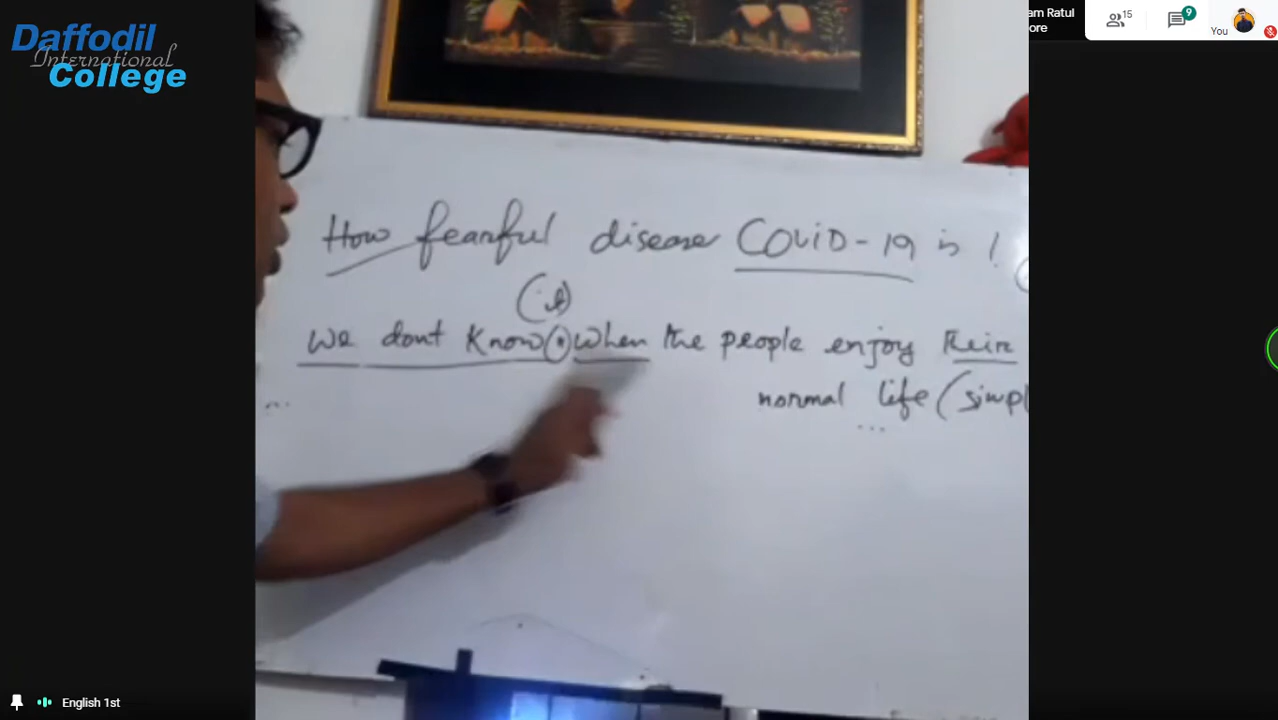 Daffodil
International
College
am Ratul
ore
15
9
You
How fearful disease COVID-19 is !
We dont know when the people enjoy their
normal life (simpl
...
...
English 1st